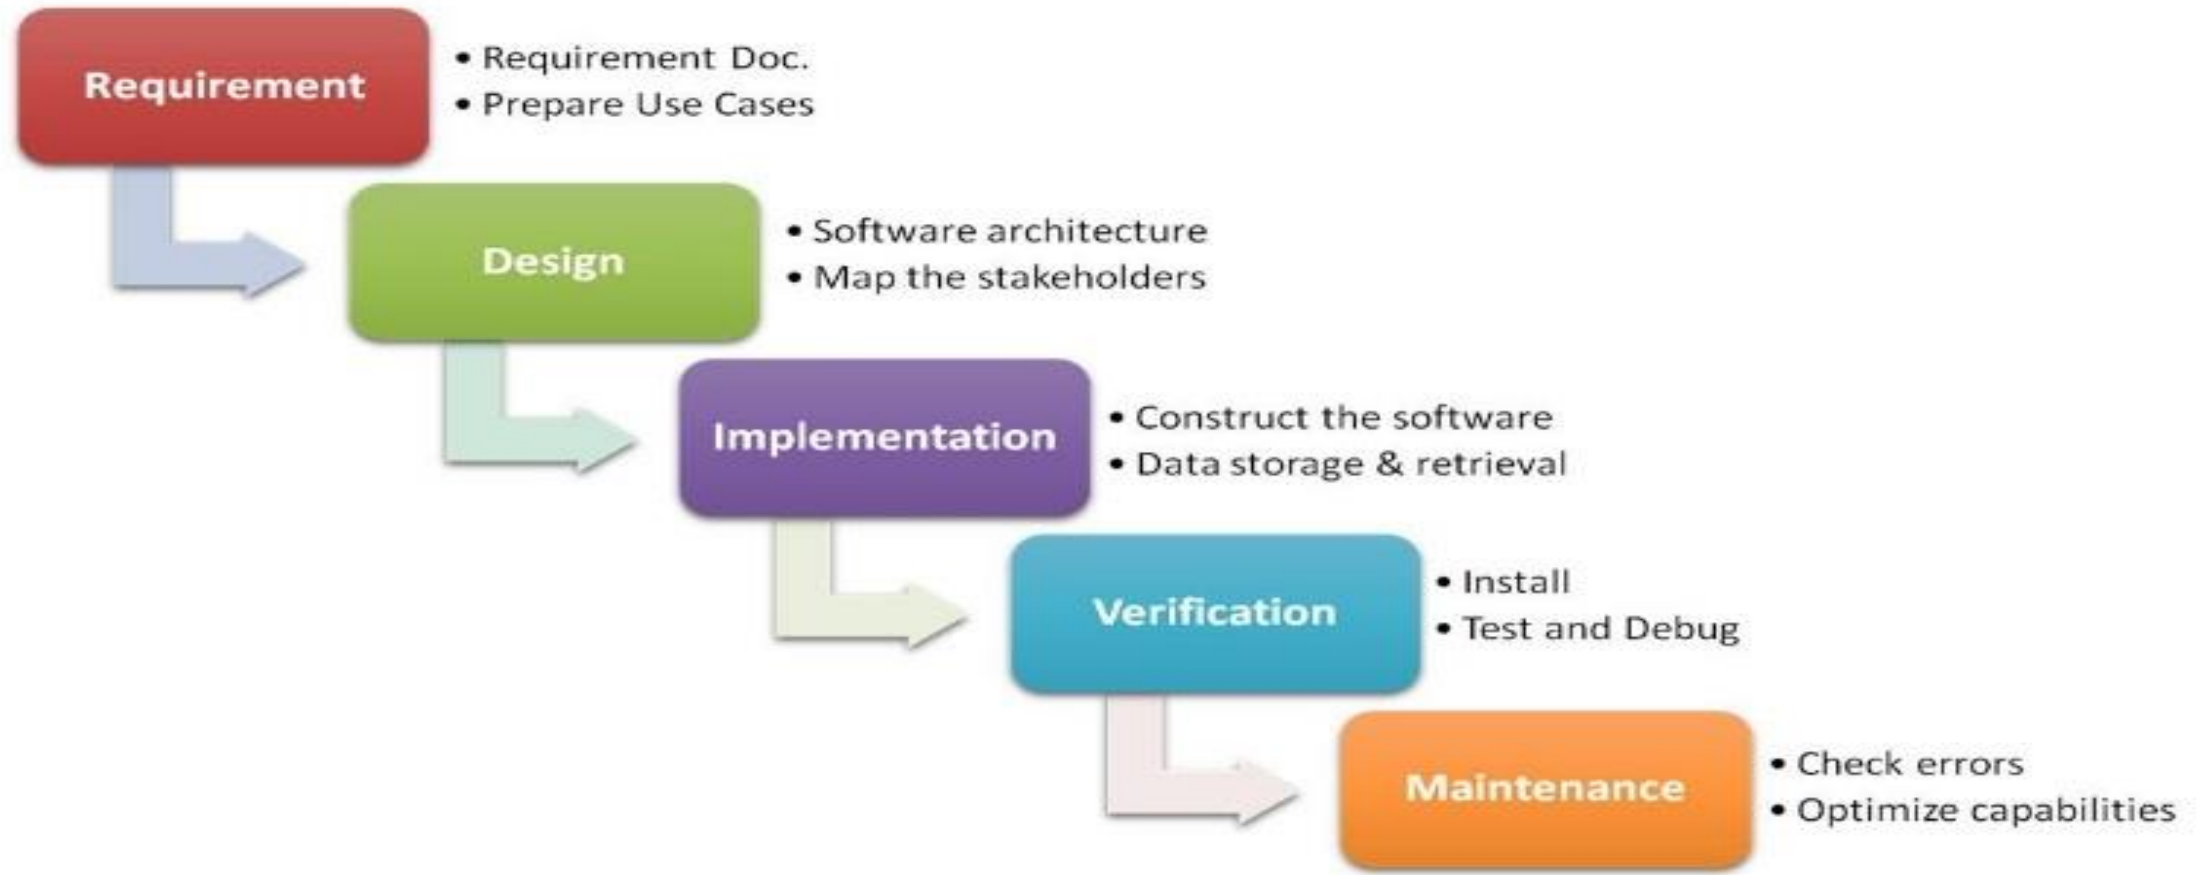 Requirement
• Requirement Doc.
• Prepare Use Cases
Design
• Software architecture
• Map the stakeholders
Implementation
• Construct the software
• Data storage & retrieval
Verification
• Install
• Test and Debug
Maintenance
• Check errors
• Optimize capabilities